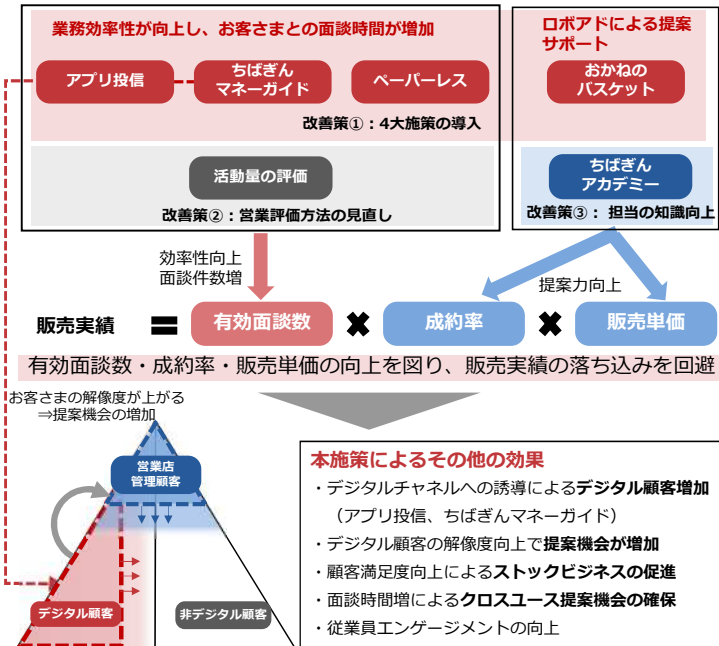 業務効率性が向上し、お客さまとの面談時間が増加
アプリ投信
ちばぎん
マネーガイド
ペーパーレス
改善策①：4大施策の導入
活動量の評価
改善策②：営業評価方法の見直し
ロボアドによる提案
サポート
おかねの
バスケット
ちばぎん
アカデミー
改善策③： 担当の知識向上
効率性向上
面談件数増
提案力向上
販売実績 = 有効面談数 × 成約率 × 販売単価
有効面談数・成約率・販売単価の向上を図り、販売実績の落ち込みを回避
お客さまの解像度が上がる
⇒提案機会の増加
営業店
管理顧客
デジタル顧客
非デジタル顧客
本施策によるその他の効果
・デジタルチャネルへの誘導によるデジタル顧客増加
（アプリ投信、ちばぎんマネーガイド）
・デジタル顧客の解像度向上で提案機会が増加
・顧客満足度向上によるストックビジネスの促進
・面談時間増によるクロスユース提案機会の確保
・従業員エンゲージメントの向上